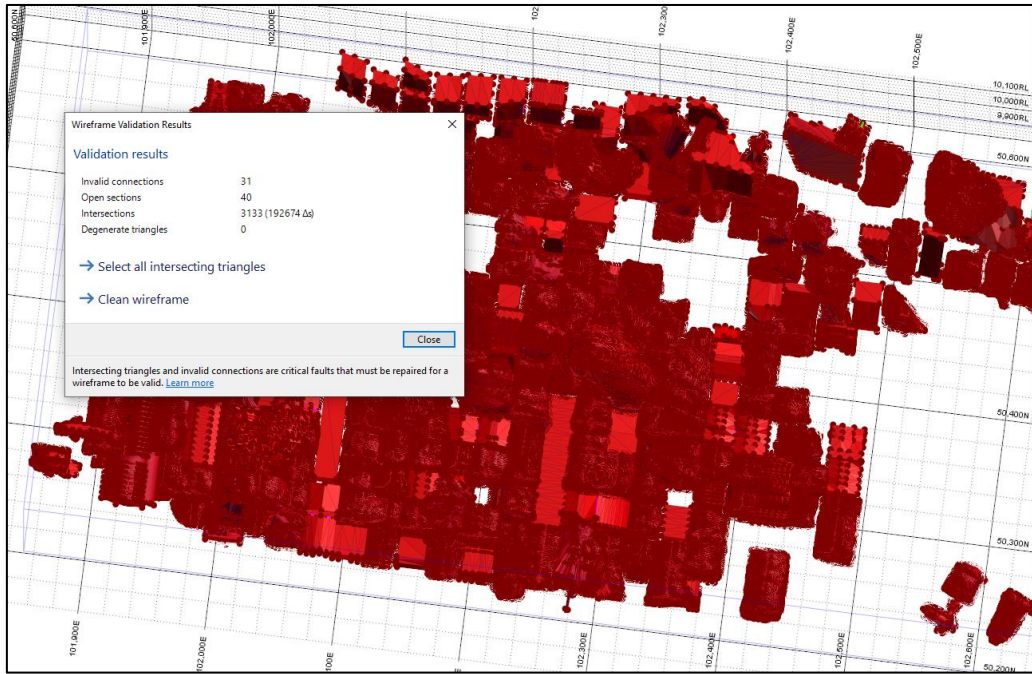 50,600N
101,900E
102,000E
102
102,300
102,400E
102,500E
10,100RL
10,000RL
9,900RL
50,600N
Wireframe Validation Results
Validation results
Invalid connections 31
Open sections 40
Intersections 3133 (192674 Δs)
Degenerate triangles 0
→ Select all intersecting triangles
→ Clean wireframe
Close
Intersecting triangles and invalid connections are critical faults that must be repaired for a
wireframe to be valid. Learn more
50,400N
50,300N
101,900E
102,000E
100E
102,300E
102,400E
102,500E
102,600E
50,200N